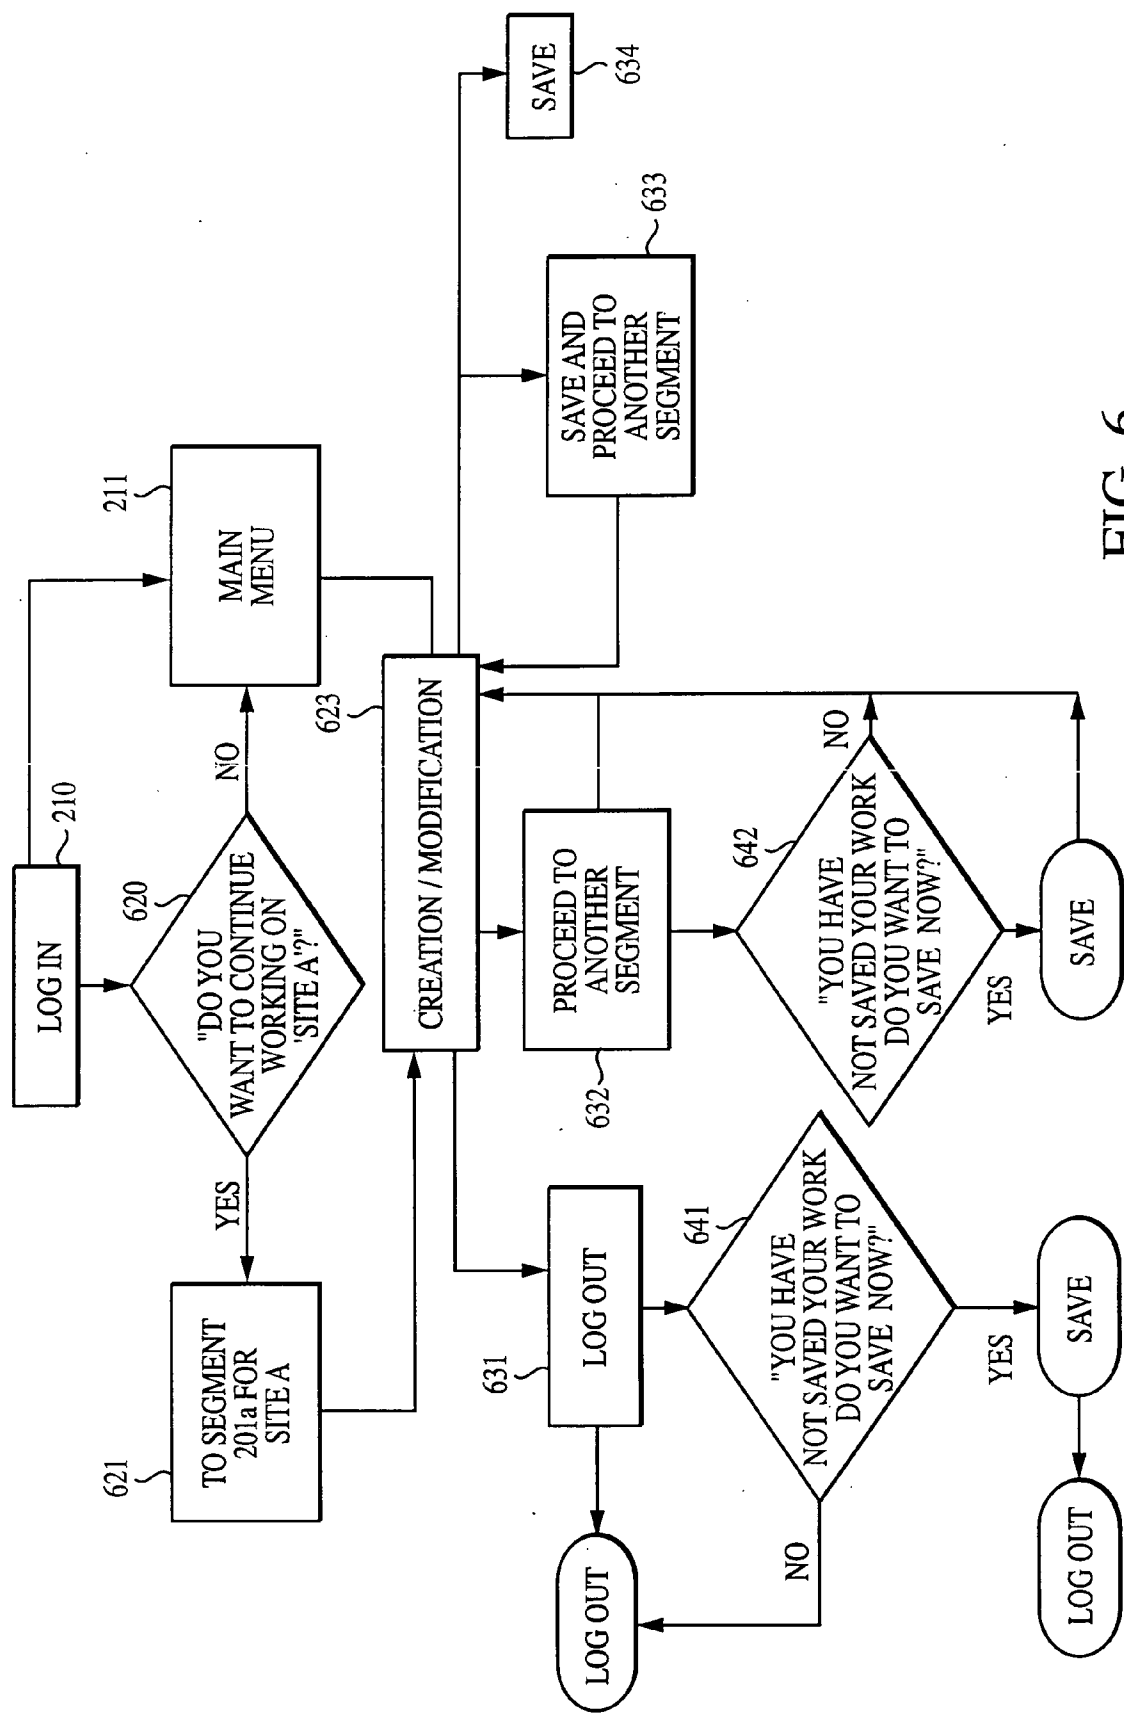 LOG IN
210
"DO YOU
WANT TO CONTINUE
WORKING ON
'SITE A'?"
620
YES
NO
TO SEGMENT
201a FOR
SITE A
621
MAIN
MENU
211
CREATION / MODIFICATION
623
LOG OUT
631
PROCEED TO
ANOTHER
SEGMENT
632
SAVE AND
PROCEED TO
ANOTHER
SEGMENT
633
SAVE
634
LOG OUT
"YOU HAVE
NOT SAVED YOUR WORK
DO YOU WANT TO
SAVE NOW?"
641
NO
YES
"YOU HAVE
NOT SAVED YOUR WORK
DO YOU WANT TO
SAVE NOW?"
642
NO
YES
LOG OUT
SAVE
SAVE
FIG. 6